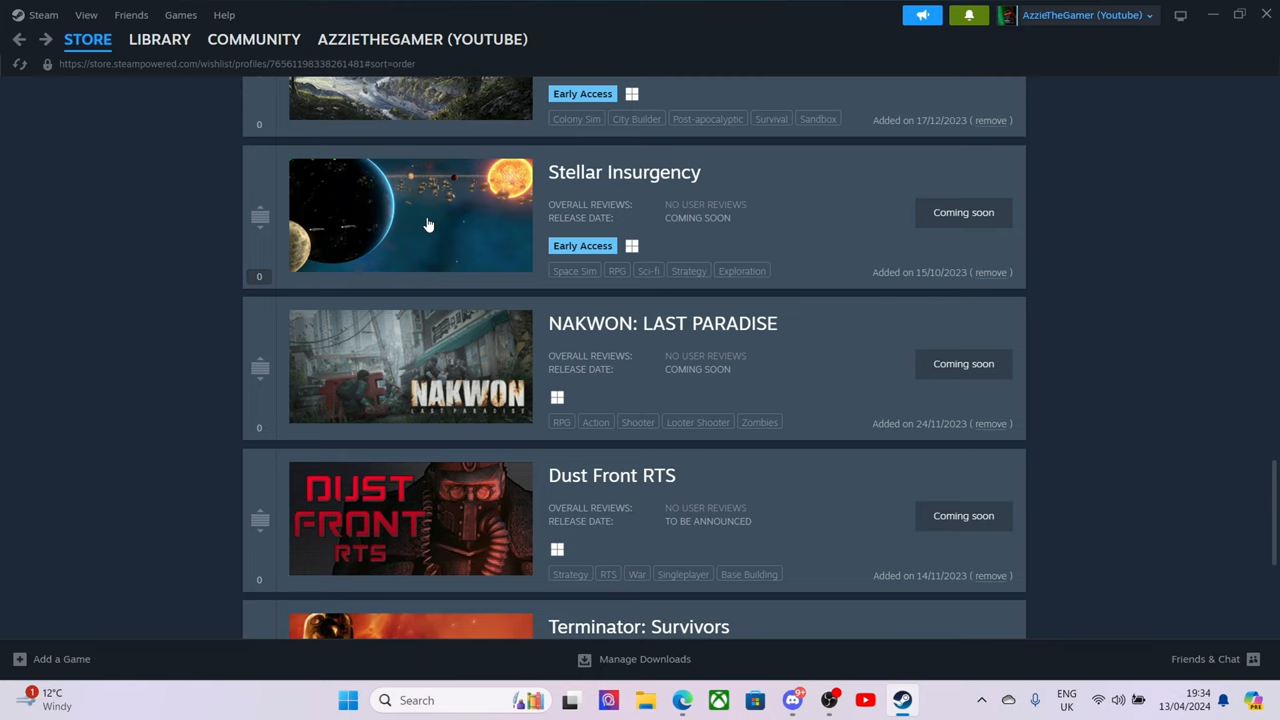 Steam View Friends Games Help AzzieTheGamer (Youtube)
STORE LIBRARY COMMUNITY AZZIETHEGAMER (YOUTUBE)
https://store.steampowered.com/wishlist/profiles/76561198338261481#sort=order
Early Access
0
Colony Sim City Builder Post-apocalyptic Survival Sandbox Added on 17/12/2023 ( remove )
Stellar Insurgency
OVERALL REVIEWS: NO USER REVIEWS
RELEASE DATE: COMING SOON
Coming soon
Early Access
0
Space Sim RPG Sci-fi Strategy Exploration Added on 15/10/2023 ( remove )
NAKWON: LAST PARADISE
OVERALL REVIEWS: NO USER REVIEWS
RELEASE DATE: COMING SOON
Coming soon
NAKWON
LAST PARADISE
0
RPG Action Shooter Looter Shooter Zombies Added on 24/11/2023 ( remove )
Dust Front RTS
DUST
FRONT
RTS
OVERALL REVIEWS: NO USER REVIEWS
RELEASE DATE: TO BE ANNOUNCED
Coming soon
0
Strategy RTS War Singleplayer Base Building Added on 14/11/2023 ( remove )
Terminator: Survivors
Add a Game Manage Downloads Friends & Chat
1
12°C
Windy
Search
9+
ENG
UK
19:34
13/04/2024
PRE